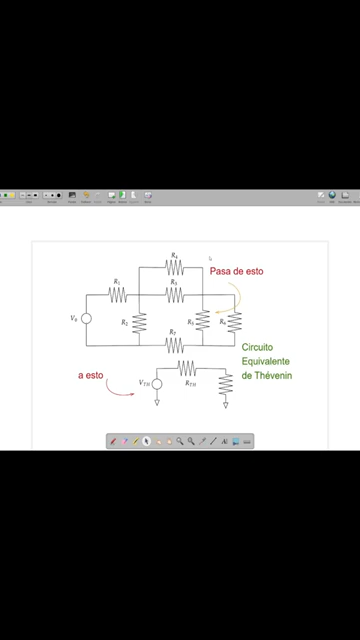 R4
Pasa de esto
R1
R3
VS
R2
R5
R6
R7
Circuito
Equivalente
de Thévenin
a esto
VTH
RTH